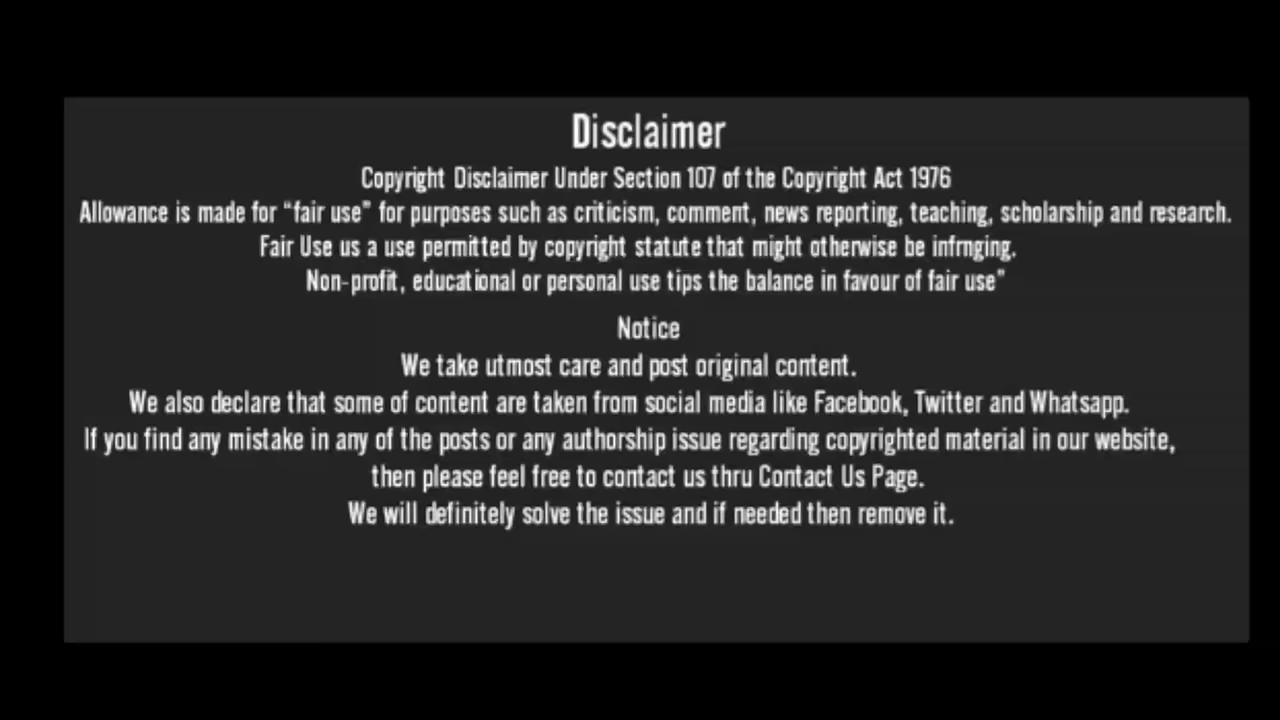 Disclaimer
Copyright Disclaimer Under Section 107 of the Copyright Act 1976
Allowance is made for “fair use” for purposes such as criticism, comment, news reporting, teaching, scholarship and research.
Fair Use us a use permitted by copyright statute that might otherwise be infrnging.
Non-profit, educational or personal use tips the balance in favour of fair use”
Notice
We take utmost care and post original content.
We also declare that some of content are taken from social media like Facebook, Twitter and Whatsapp.
If you find any mistake in any of the posts or any authorship issue regarding copyrighted material in our website,
then please feel free to contact us thru Contact Us Page.
We will definitely solve the issue and if needed then remove it.